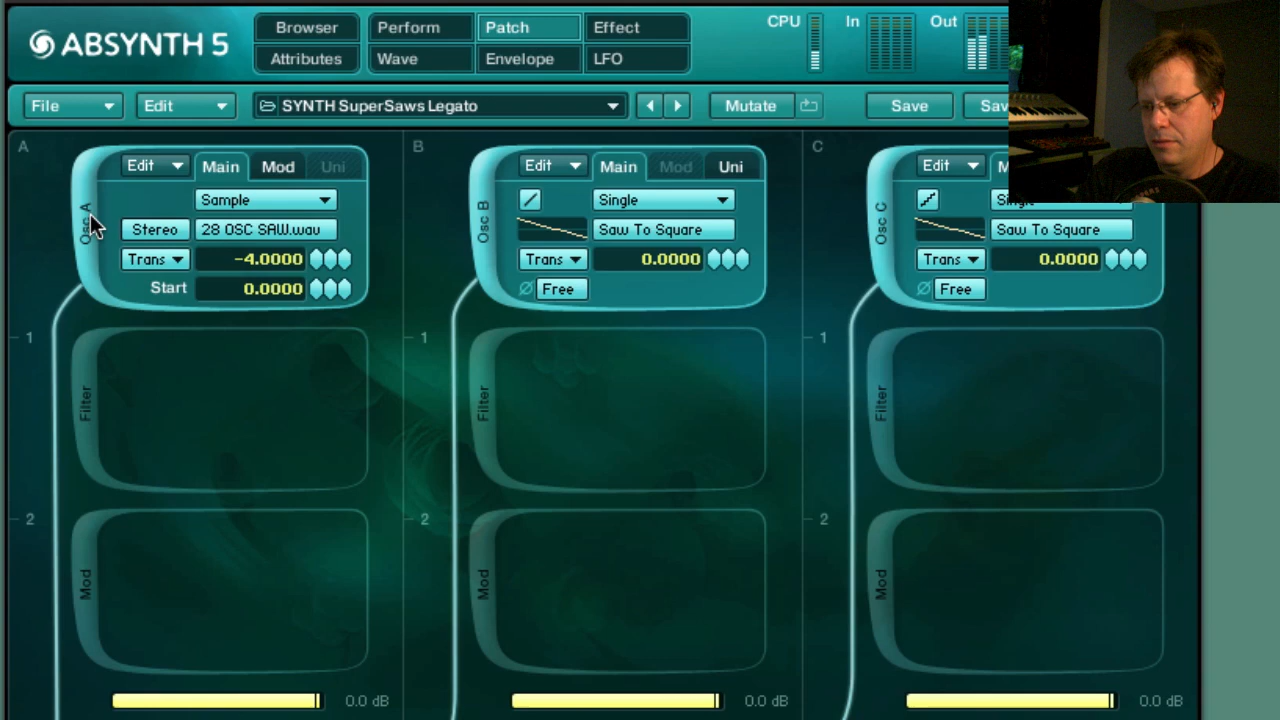 ABSYNTH 5
Browser Perform Patch Effect
Attributes Wave Envelope LFO
CPU In Out
File Edit SYNTH SuperSaws Legato Mutate Save Sav
A B C
Edit Main Mod Uni
Osc A
Sample
Stereo 28 OSC SAW.wav
Trans -4.0000
Start 0.0000
Edit Main Mod Uni
Osc B
Single
Saw To Square
Trans 0.0000
Free
Edit M
Osc C
Saw To Square
Trans 0.0000
Free
1 1 1
Filter Filter Filter
2 2 2
Mod Mod Mod
0.0 dB 0.0 dB 0.0 dB